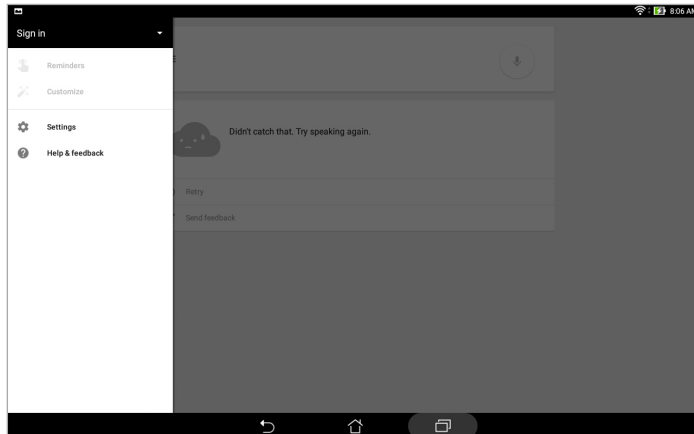 8:06 AM
Sign in
Reminders
Customize
Settings
Help & feedback
Didn't catch that. Try speaking again.
Retry
Send feedback